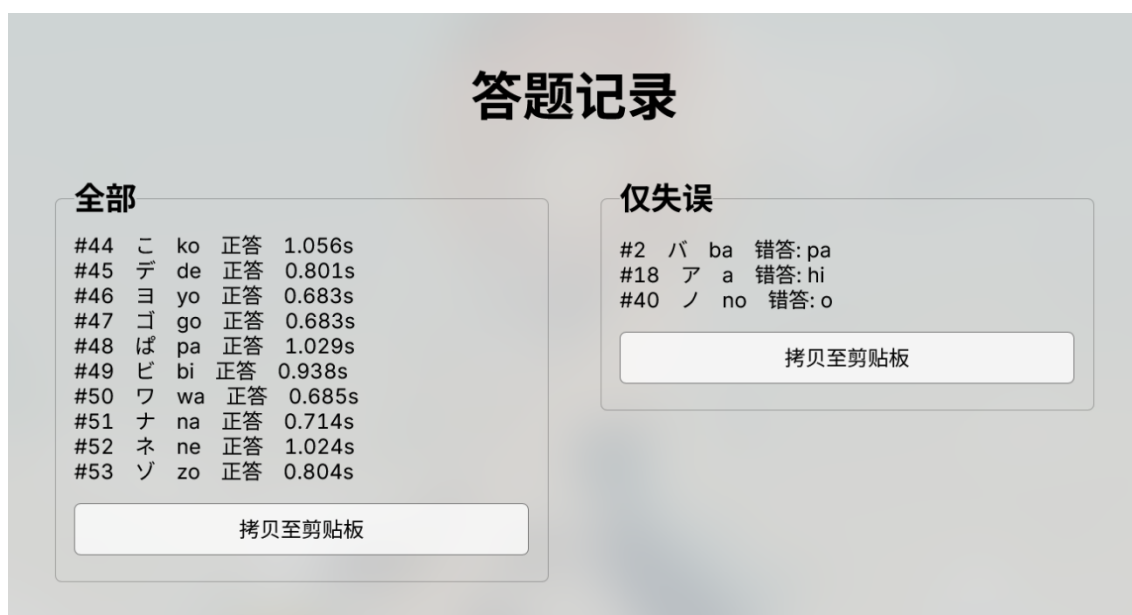 答题记录
全部
#44 こ ko 正答 1.056s
#45 デ de 正答 0.801s
#46 ヨ yo 正答 0.683s
#47 ゴ go 正答 0.683s
#48 ぱ pa 正答 1.029s
#49 ビ bi 正答 0.938s
#50 ワ wa 正答 0.685s
#51 ナ na 正答 0.714s
#52 ネ ne 正答 1.024s
#53 ゾ zo 正答 0.804s
拷贝至剪贴板
仅失误
#2 バ ba 错答: pa
#18 ア a 错答: hi
#40 ノ no 错答: o
拷贝至剪贴板